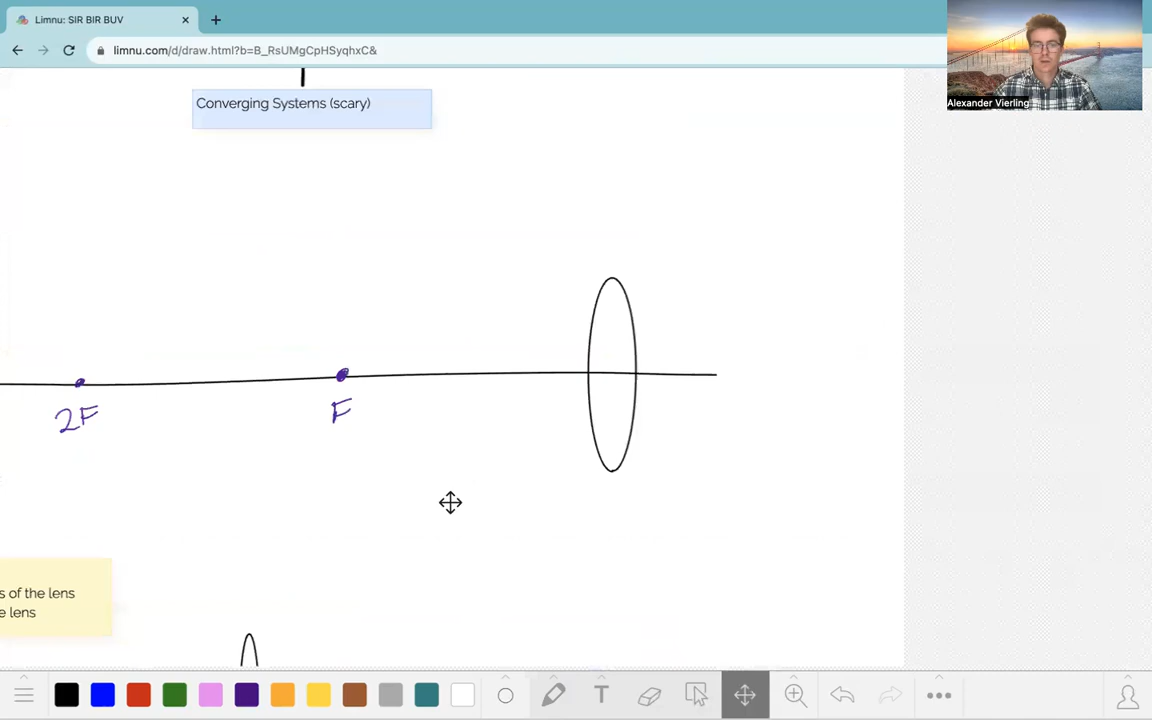 Limnu: SIR BIR BUV
limnu.com/d/draw.html?b=B_RsUMgCpHSyqhxC&
Alexander Vierling
Converging Systems (scary)
2F
F
s of the lens
e lens
T